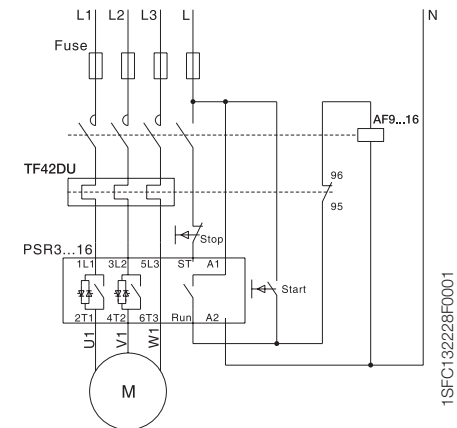 L1 L2 L3 L N
Fuse
AF9...16
TF42DU
96
95
Stop
PSR3...16
1L1 3L2 5L3 ST A1
Start
2T1 4T2 6T3 Run A2
U1 V1 W1
M
1SFC132228F0001